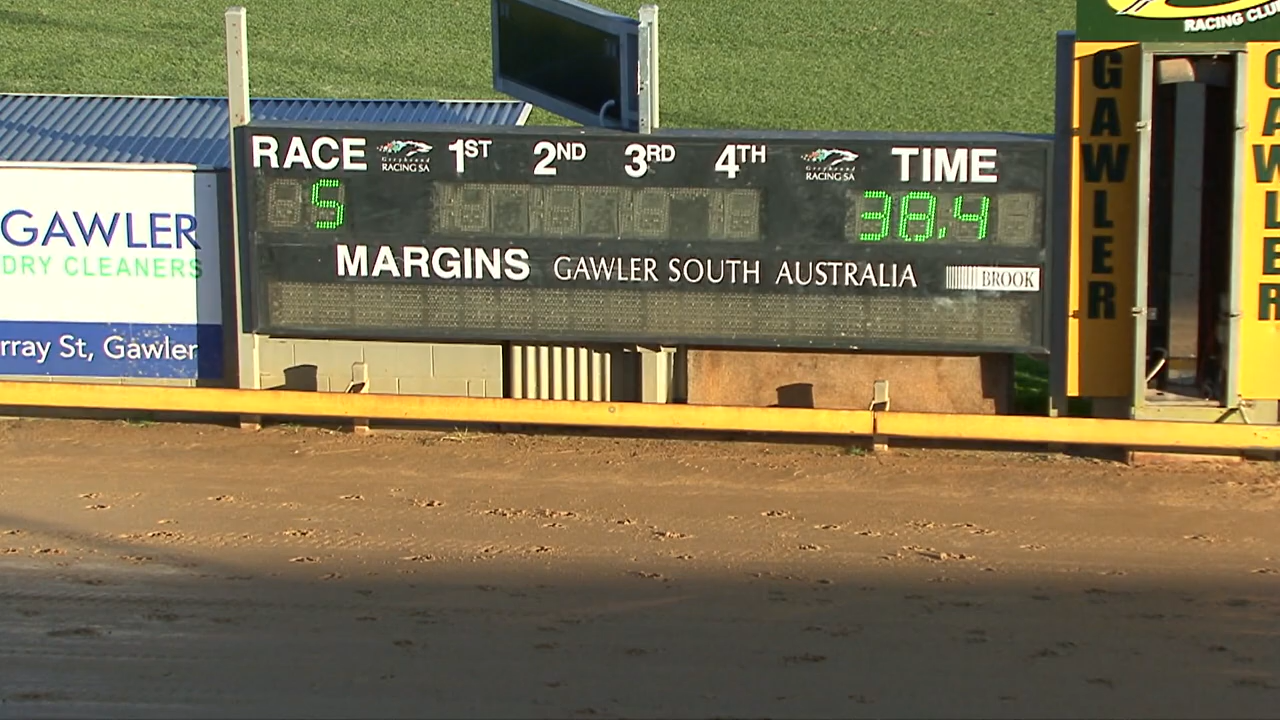 RACING CLUB
RACE Greyhound RACING SA 1ST 2ND 3RD 4TH Greyhound RACING SA TIME
5 38.4
MARGINS GAWLER SOUTH AUSTRALIA BROOK
GAWLER
DRY CLEANERS
rray St, Gawler
GAWLER
GAWLER